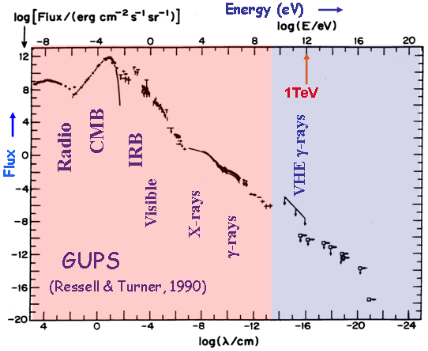 Energy (eV)
log[Flux/(erg cm⁻² s⁻¹ sr⁻¹)]
log(E/eV)
-8 -4 0 4 8 12 16 20 24
12
8
4
0
-4
-8
-12
-16
-20
Flux
1TeV
Radio
CMB
IRB
Visible
X-rays
γ-rays
VHE γ-rays
GUPS
(Ressell & Turner, 1990)
4 0 -4 -8 -12 -16 -20 -24
log(λ/cm)